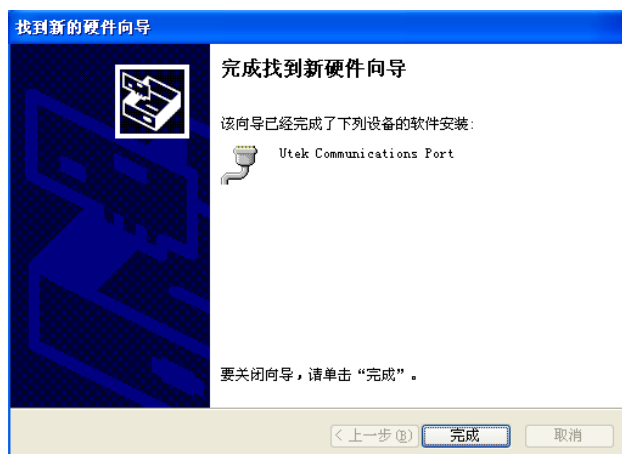 找到新的硬件向导
完成找到新硬件向导
该向导已经完成了下列设备的软件安装:
Utek Communications Port
要关闭向导，请单击“完成”。
< 上一步(B)
完成
取消